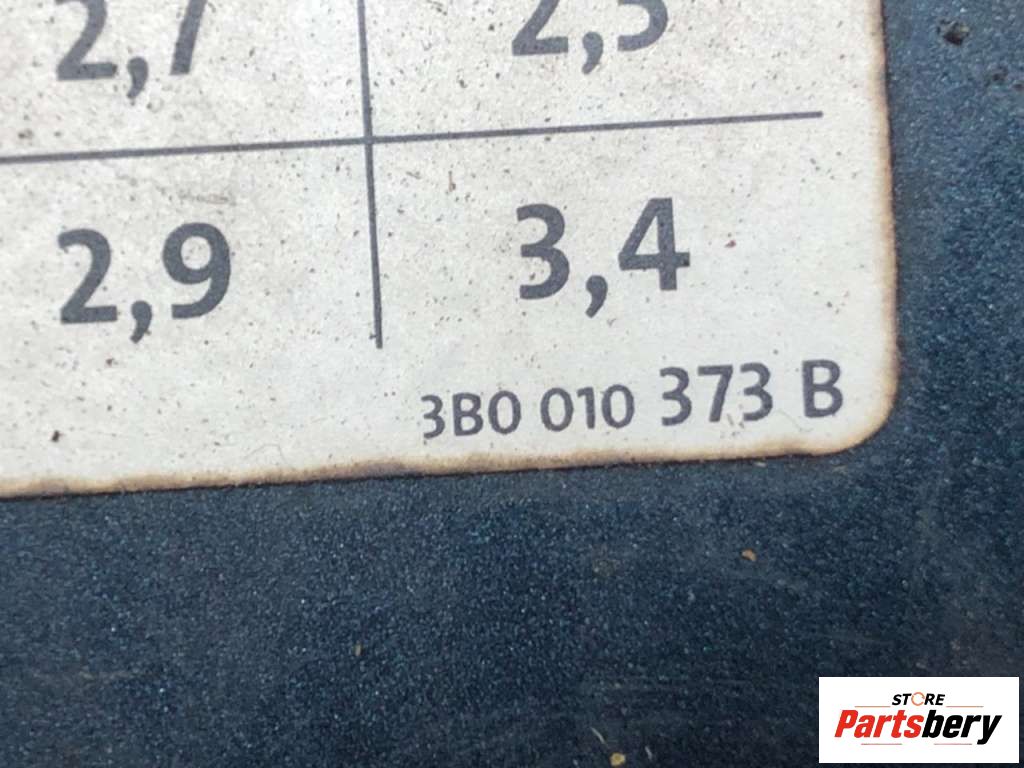 2,7 2,5
2,9 3,4
3B0 010 373 B
STORE
Partsbery